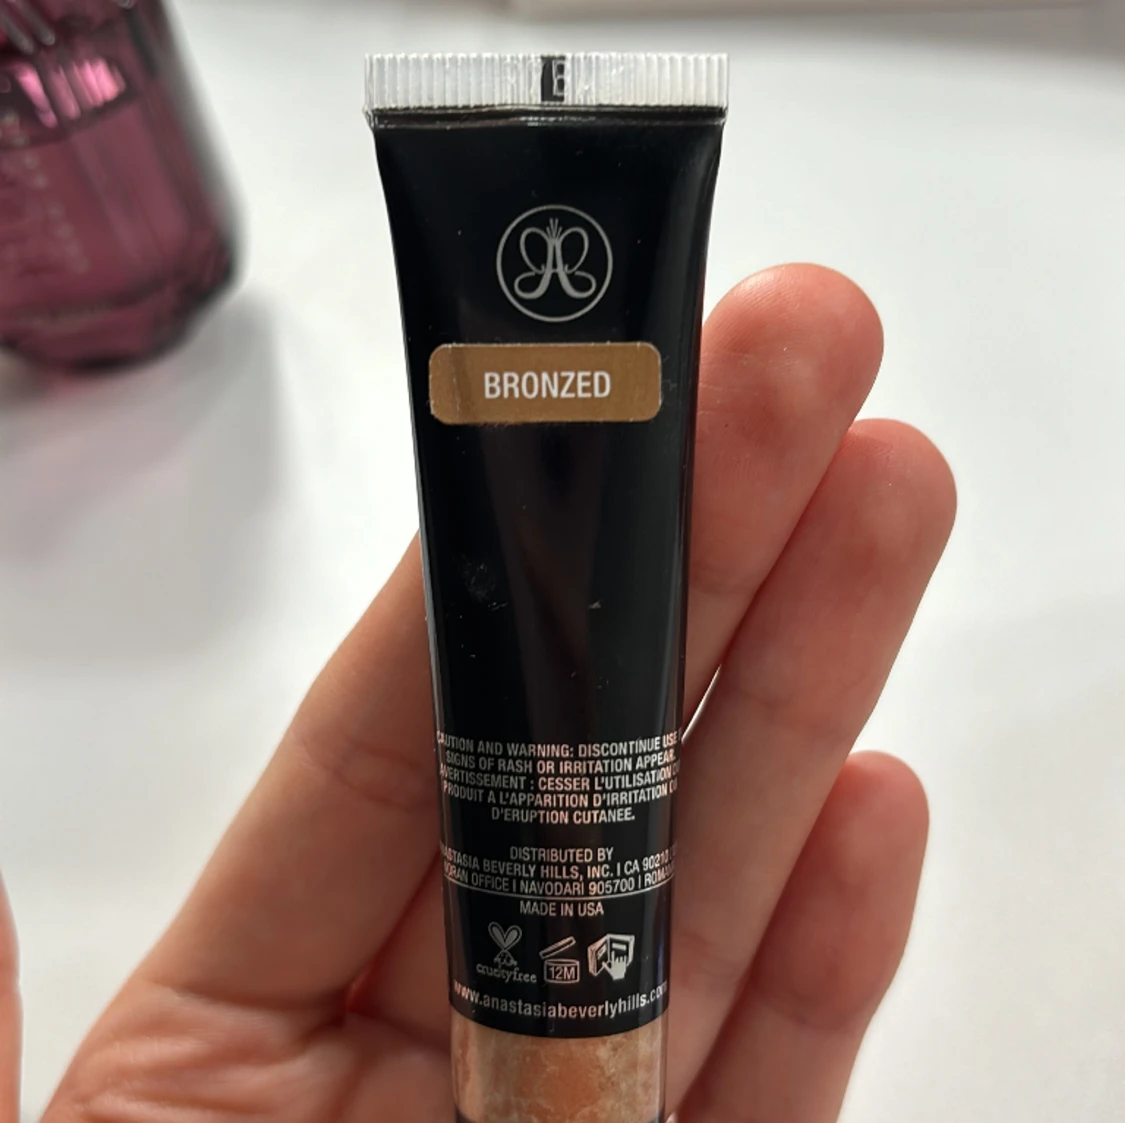 BRONZED
CAUTION AND WARNING: DISCONTINUE USE
SIGNS OF RASH OR IRRITATION APPEAR.
AVERTISSEMENT : CESSER L'UTILISATION
PRODUIT A L'APPARITION D'IRRITATION
D'ERUPTION CUTANEE.
DISTRIBUTED BY
BEVERLY HILLS, INC. | CA 90210
OFFICE | NAVODARI 905700 |
MADE IN USA
crueltyfree
12M
www.anastasiabeverlyhills.co